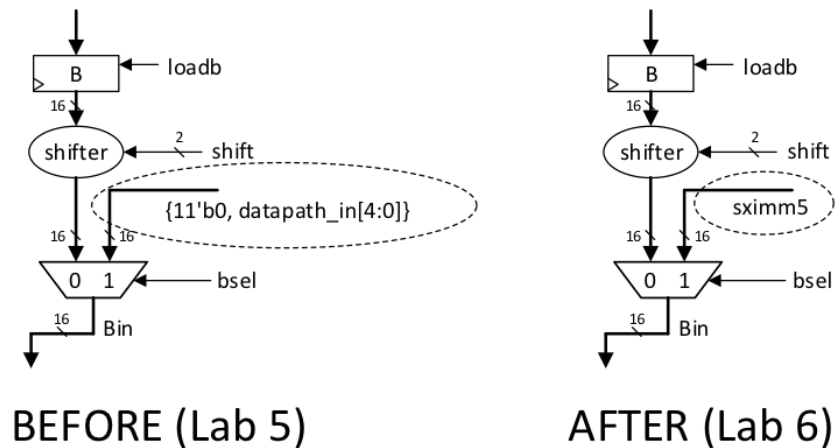 B
loadb
16
shifter
2
shift
{11'b0, datapath_in[4:0]}
16
16
0 1
bsel
16
Bin
BEFORE (Lab 5)
B
loadb
16
shifter
2
shift
sximm5
16
16
0 1
bsel
16
Bin
AFTER (Lab 6)